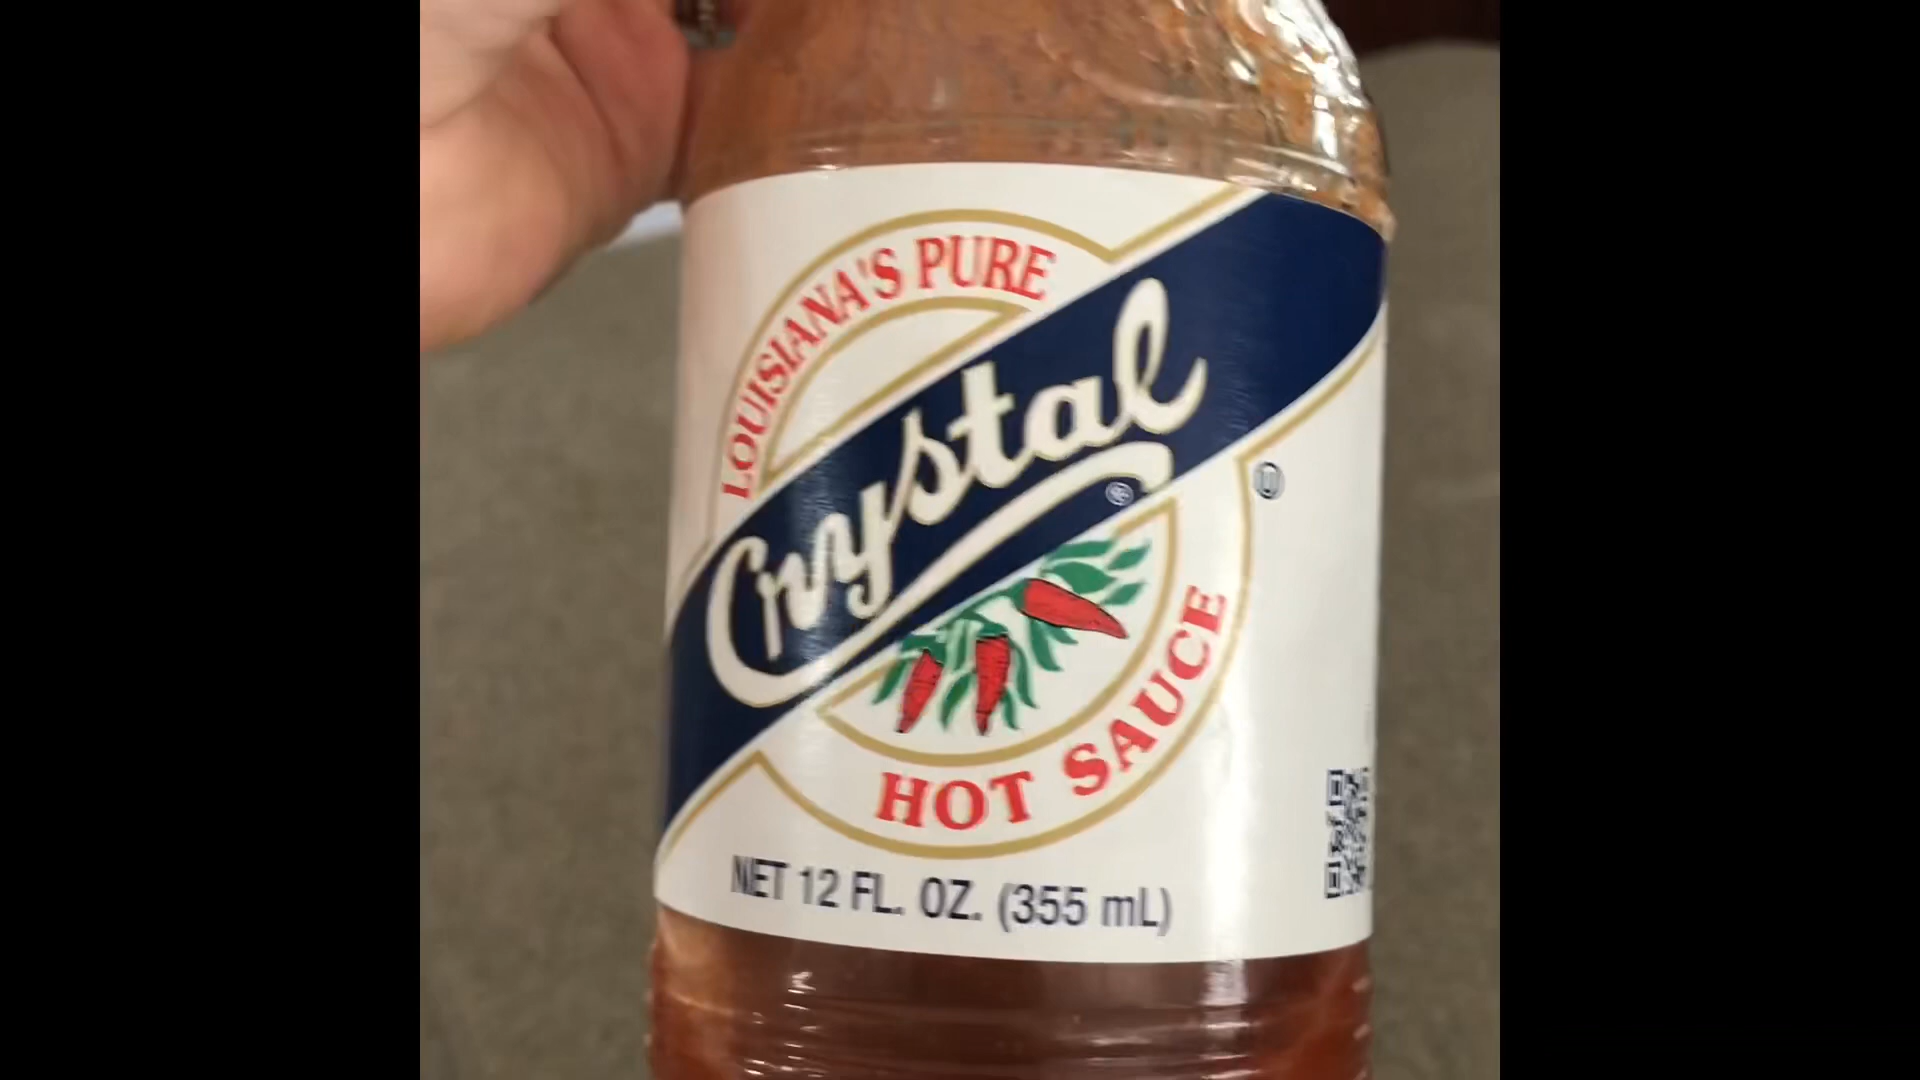 LOUISIANA'S PURE
Crystal
®
U
HOT SAUCE
NET 12 FL. OZ. (355 mL)